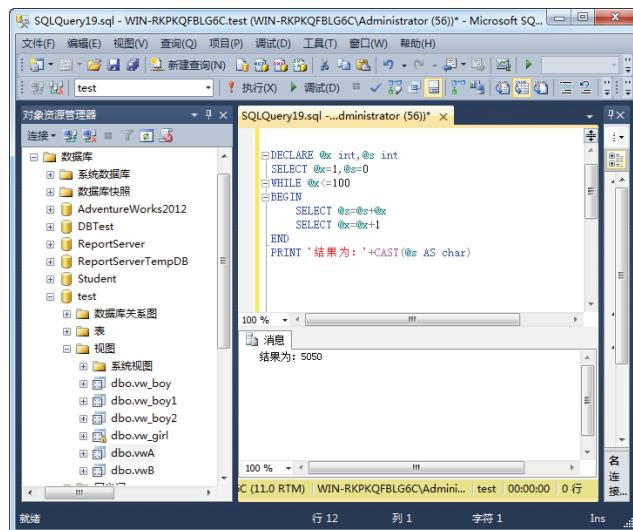 SQLQuery19.sql - WIN-RKPKQFBLG6C.test (WIN-RKPKQFBLG6C\Administrator (56))* - Microsoft SQ...
文件(F) 编辑(E) 视图(V) 查询(Q) 项目(P) 调试(D) 工具(T) 窗口(W) 帮助(H)
新建查询(N)
test 执行(X) 调试(D)
对象资源管理器
连接
数据库
系统数据库
数据库快照
AdventureWorks2012
DBTest
ReportServer
ReportServerTempDB
Student
test
数据库关系图
表
视图
系统视图
dbo.vw_boy
dbo.vw_boy1
dbo.vw_boy2
dbo.vw_girl
dbo.vwA
dbo.vwB
SQLQuery19.sql -...dministrator (56))*
DECLARE @x int,@s int
SELECT @x=1,@s=0
WHILE @x<=100
BEGIN
SELECT @s=@s+@x
SELECT @x=@x+1
END
PRINT '结果为：'+CAST(@s AS char)
100 %
消息
结果为：5050
100 %
6C (11.0 RTM) WIN-RKPKQFBLG6C\Admini... test 00:00:00 0 行
名
连
接...
就绪 行 12 列 1 字符 1 Ins